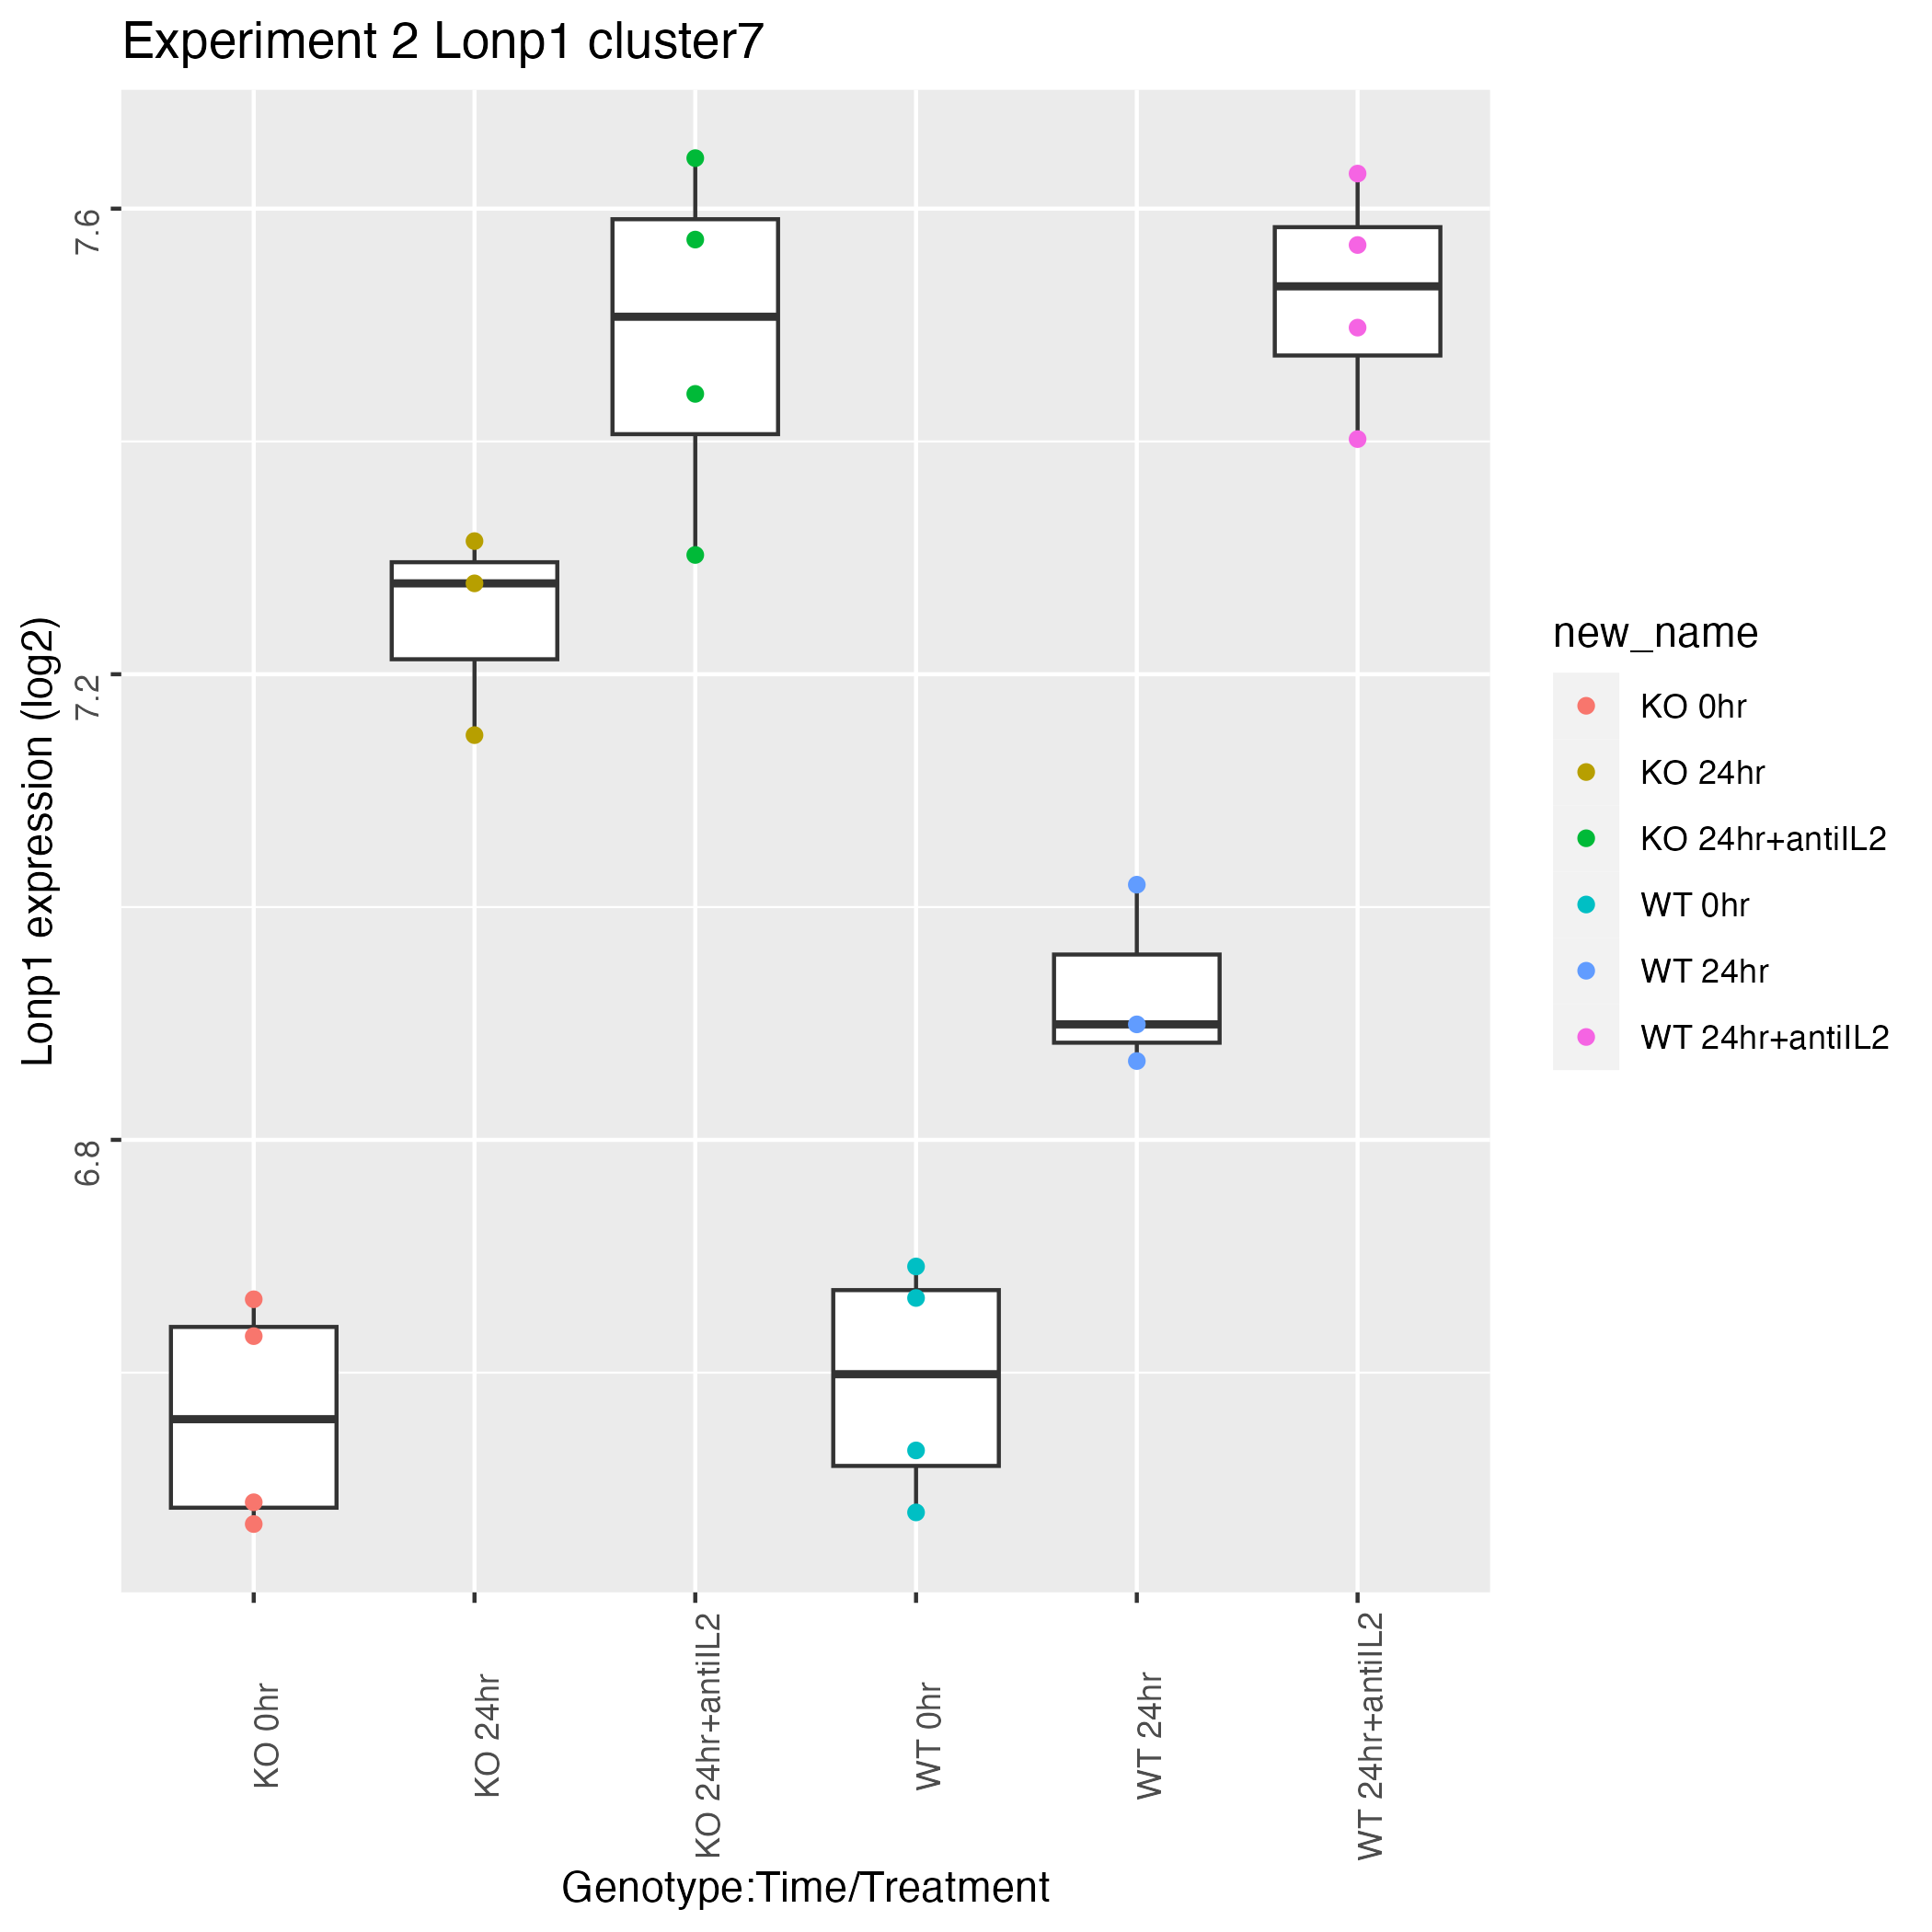 Experiment 2 Lonp1 cluster7
Lonp1 expression (log2)
7.6
7.2
6.8
KO 0hr
KO 24hr
KO 24hr+antiIL2
WT 0hr
WT 24hr
WT 24hr+antiIL2
Genotype:Time/Treatment
new_name
KO 0hr
KO 24hr
KO 24hr+antiIL2
WT 0hr
WT 24hr
WT 24hr+antiIL2